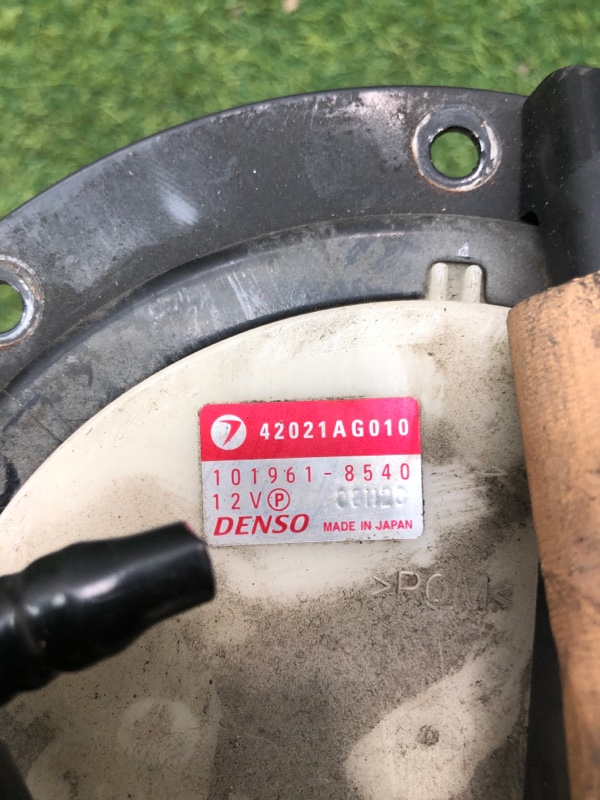 42021AG010
101961-8540
12V Ⓟ
DENSO MADE IN JAPAN
>POM<